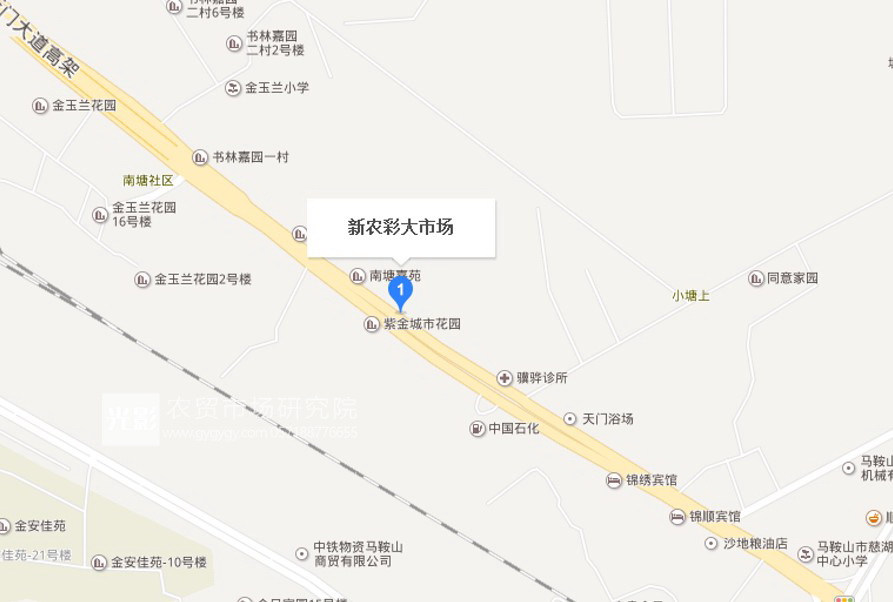 二村6号楼
书林嘉园
二村2号楼
门大道高架
金玉兰小学
金玉兰花园
书林嘉园一村
南塘社区
金玉兰花园
16号楼
新农彩大市场
金玉兰花园2号楼
南塘嘉苑
同意家园
1
小塘上
紫金城市花园
骥骅诊所
农贸市场研究院
天门浴场
中国石化
马鞍山
机械有
锦绣宾馆
锦顺宾馆
金安佳苑
沙地粮油店
中铁物资马鞍山
商贸有限公司
马鞍山市慈湖
中心小学
佳苑-21号楼
金安佳苑-10号楼